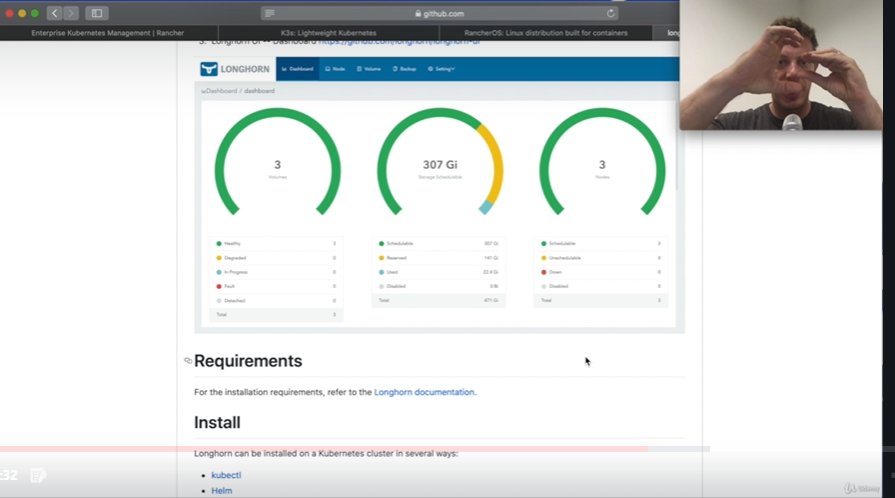 github.com
Enterprise Kubernetes Management | Rancher
K3s: Lightweight Kubernetes
RancherOS: Linux distribution built for containers
long
3. Longhorn UI -- Dashboard https://github.com/longhorn/longhorn-ui
LONGHORN
Dashboard
Node
Volume
Backup
Setting
Dashboard / dashboard
3
Volumes
307 Gi
Storage Schedulable
3
Nodes
Healthy 3
Degraded 0
In Progress 0
Fault 0
Detached 0
Total 3
Schedulable 307 Gi
Reserved 141 Gi
Used 22.4 Gi
Disabled 0 Bi
Total 471 Gi
Schedulable 3
Unschedulable 0
Down 0
Disabled 0
Total 3
Requirements
For the installation requirements, refer to the Longhorn documentation.
Install
Longhorn can be installed on a Kubernetes cluster in several ways:
• kubectl
• Helm
:32
Udemy